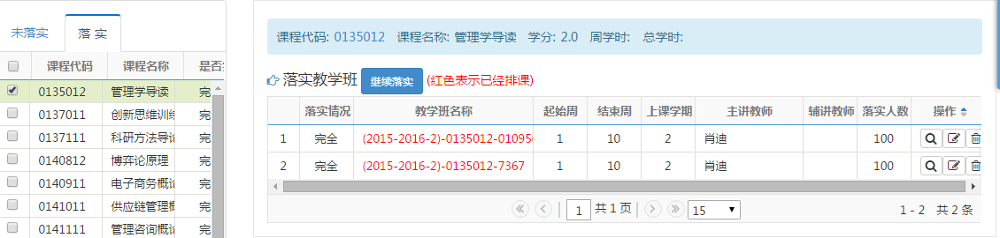 未落实 落 实
课程代码 课程名称 是否
0135012 管理学导读 完
0137011 创新思维训练
0137111 科研方法导论 完
0140812 博弈论原理 完
0140911 电子商务概论 完
0141011 供应链管理概 完
0141111 管理咨询概论 完
课程代码: 0135012 课程名称: 管理学导读 学分: 2.0 周学时: 总学时:
落实教学班 继续落实 (红色表示已经排课)
落实情况 教学班名称 起始周 结束周 上课学期 主讲教师 辅讲教师 落实人数 操作
1 完全 (2015-2016-2)-0135012-010950 1 10 2 肖迪 100
2 完全 (2015-2016-2)-0135012-7367 1 10 2 肖迪 100
1 共 1 页 15 1 - 2 共 2 条